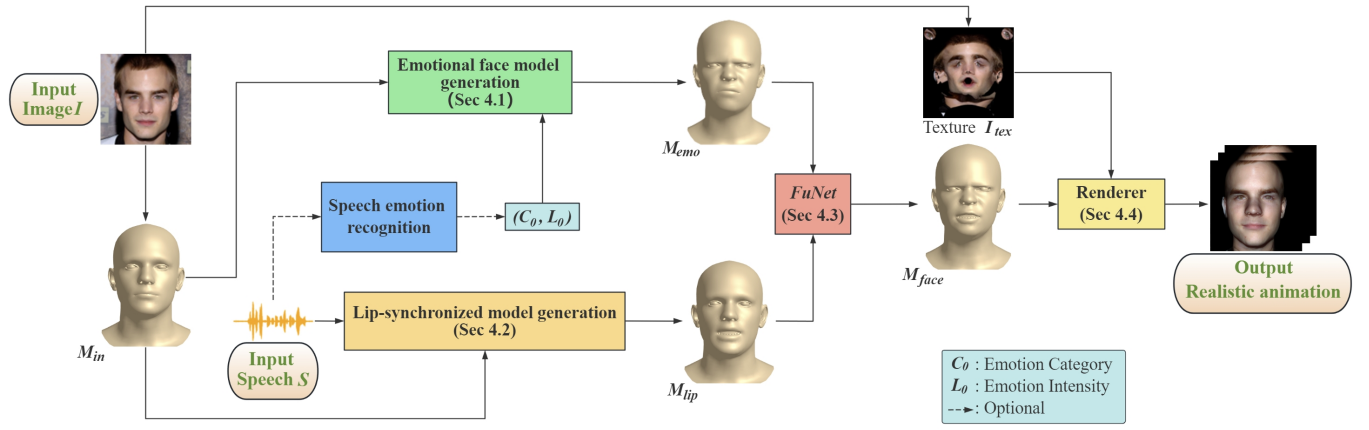 Input
Image I
Emotional face model
generation
(Sec 4.1)
M_emo
Texture I_tex
Speech emotion
recognition
(C_0, L_0)
FuNet
(Sec 4.3)
Renderer
(Sec 4.4)
M_face
Output
Realistic animation
M_in
Lip-synchronized model generation
(Sec 4.2)
Input
Speech S
M_lip
C_0 : Emotion Category
L_0 : Emotion Intensity
: Optional